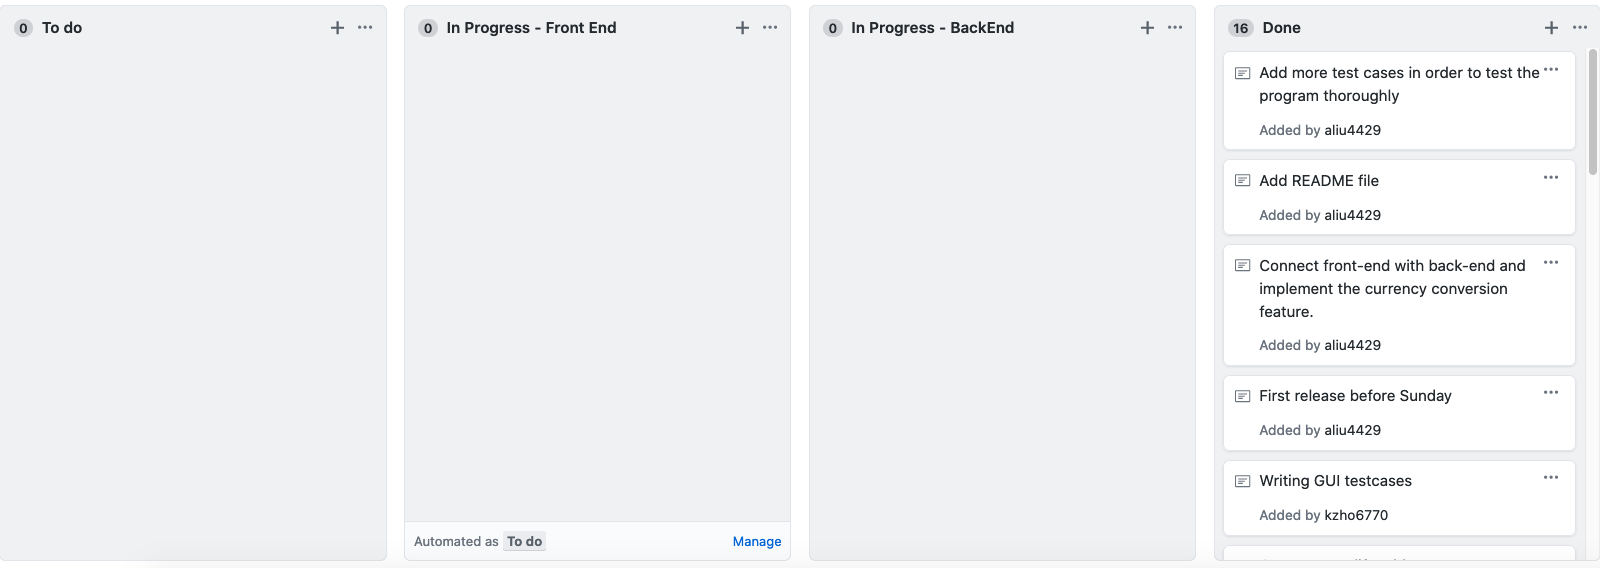 0 To do
0 In Progress - Front End
Automated as To do Manage
0 In Progress - BackEnd
16 Done
Add more test cases in order to test the
program thoroughly
Added by aliu4429
Add README file
Added by aliu4429
Connect front-end with back-end and
implement the currency conversion
feature.
Added by aliu4429
First release before Sunday
Added by aliu4429
Writing GUI testcases
Added by kzho6770